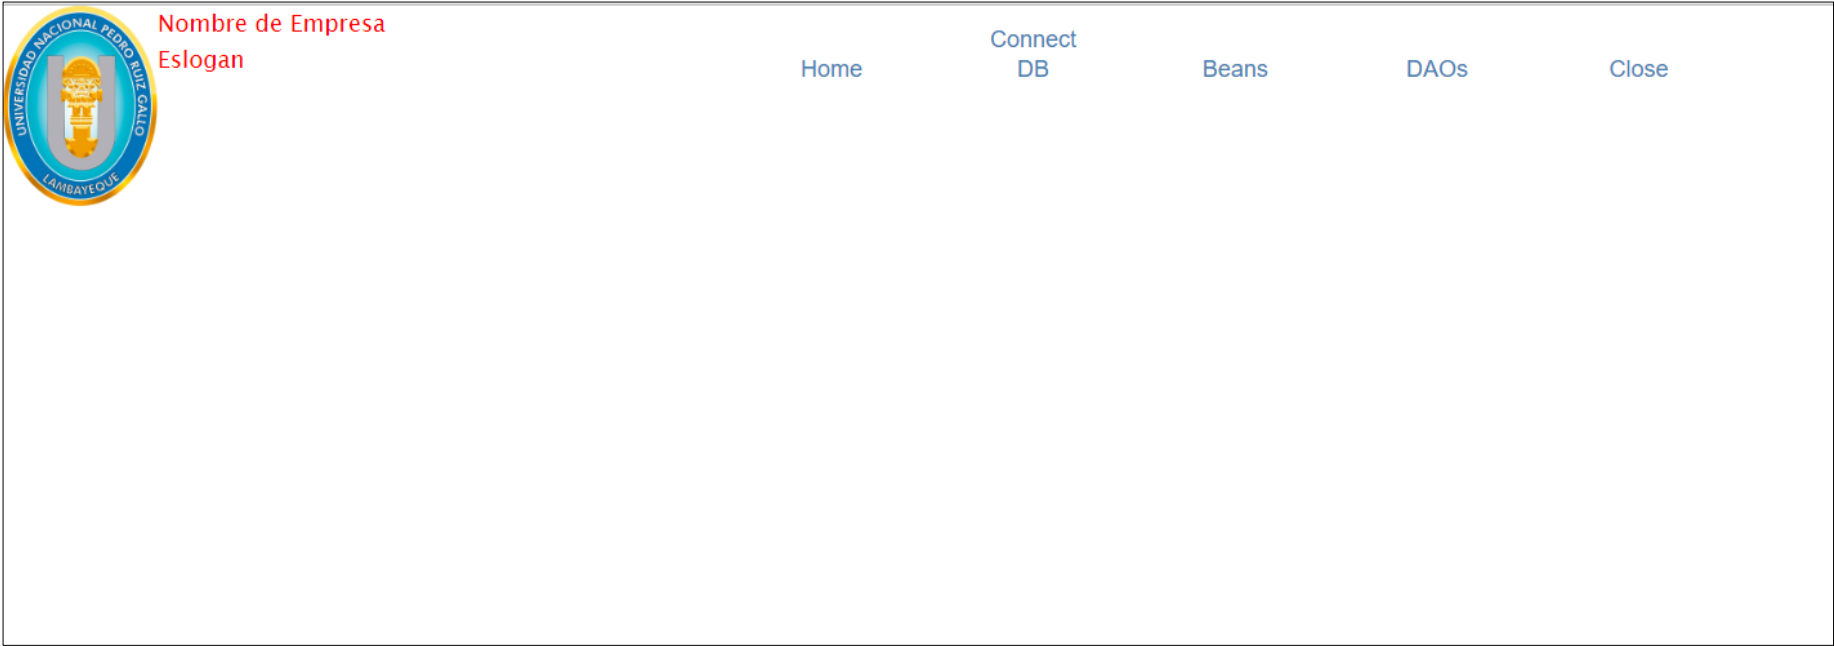 UNIVERSIDAD NACIONAL PEDRO RUIZ GALLO
LAMBAYEQUE
Nombre de Empresa
Eslogan
Home
Connect
DB
Beans
DAOs
Close